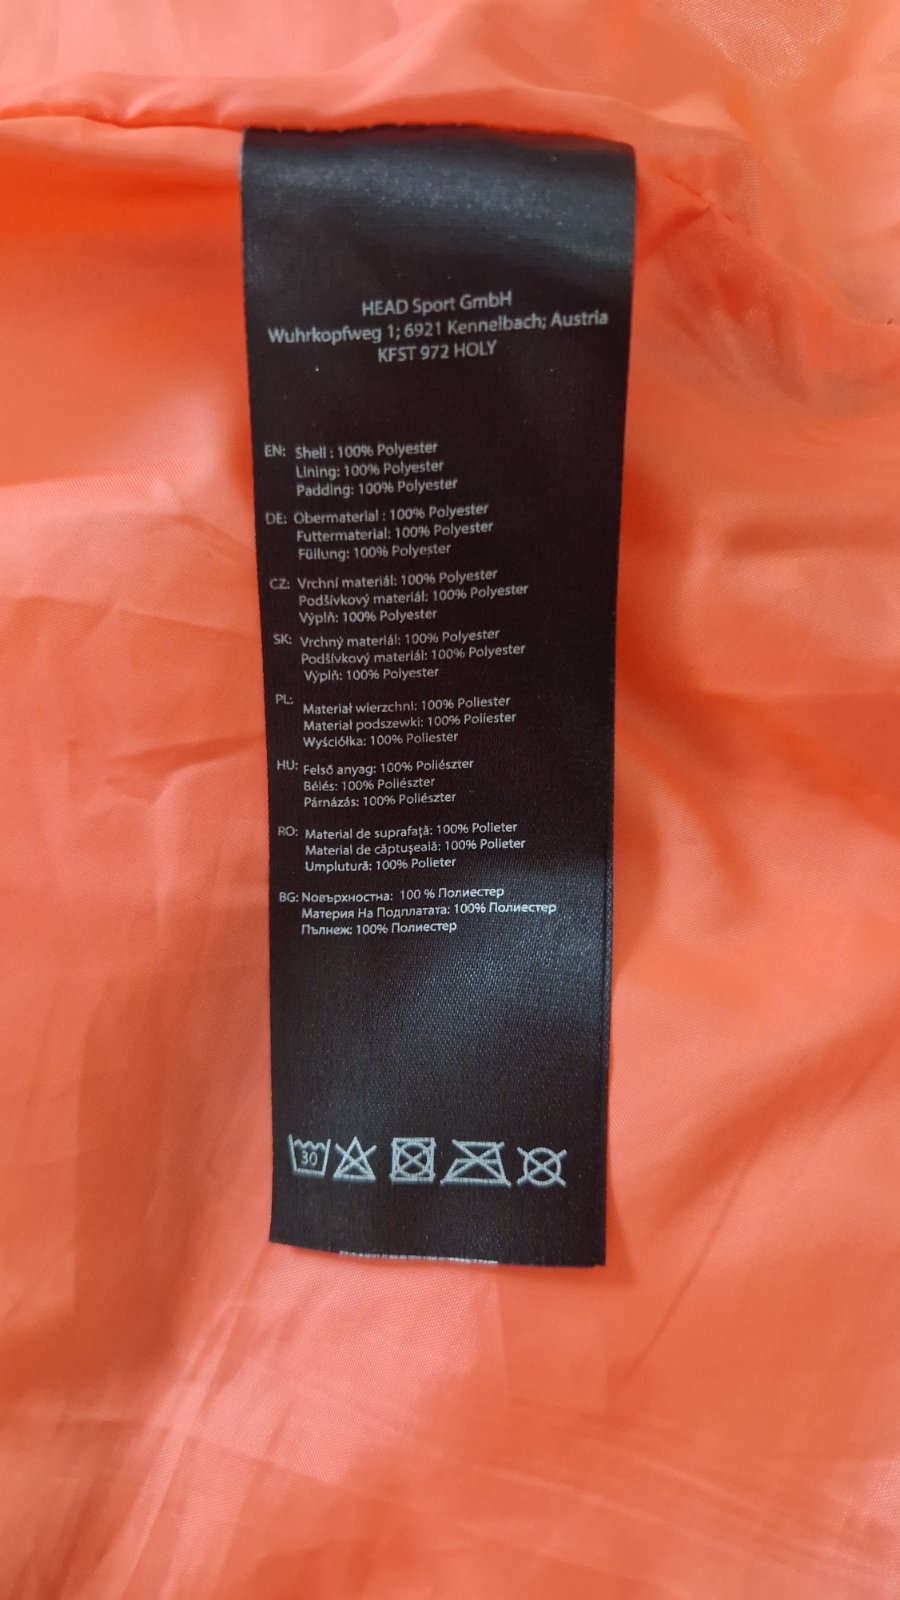 HEAD Sport GmbH
Wuhrkopfweg 1; 6921 Kennelbach; Austria
KFST 972 HOLY
EN: Shell : 100% Polyester
Lining: 100% Polyester
Padding: 100% Polyester
DE: Obermaterial : 100% Polyester
Futtermaterial: 100% Polyester
Füllung: 100% Polyester
CZ: Vrchní materiál: 100% Polyester
Podšívkový materiál: 100% Polyester
Výplň: 100% Polyester
SK: Vrchný materiál: 100% Polyester
Podšívkový materiál: 100% Polyester
Výplň: 100% Polyester
PL: Materiał wierzchni: 100% Poliester
Materiał podszewki: 100% Poliester
Wyściółka: 100% Poliester
HU: Felső anyag: 100% Poliészter
Bélés: 100% Poliészter
Párnázás: 100% Poliészter
RO: Material de suprafață: 100% Polieter
Material de căptușeală: 100% Polieter
Umplutură: 100% Polieter
BG: Nовърхностна: 100 % Полиестер
Материя На Подплатата: 100% Полиестер
Пълнеж: 100% Полиестер
30